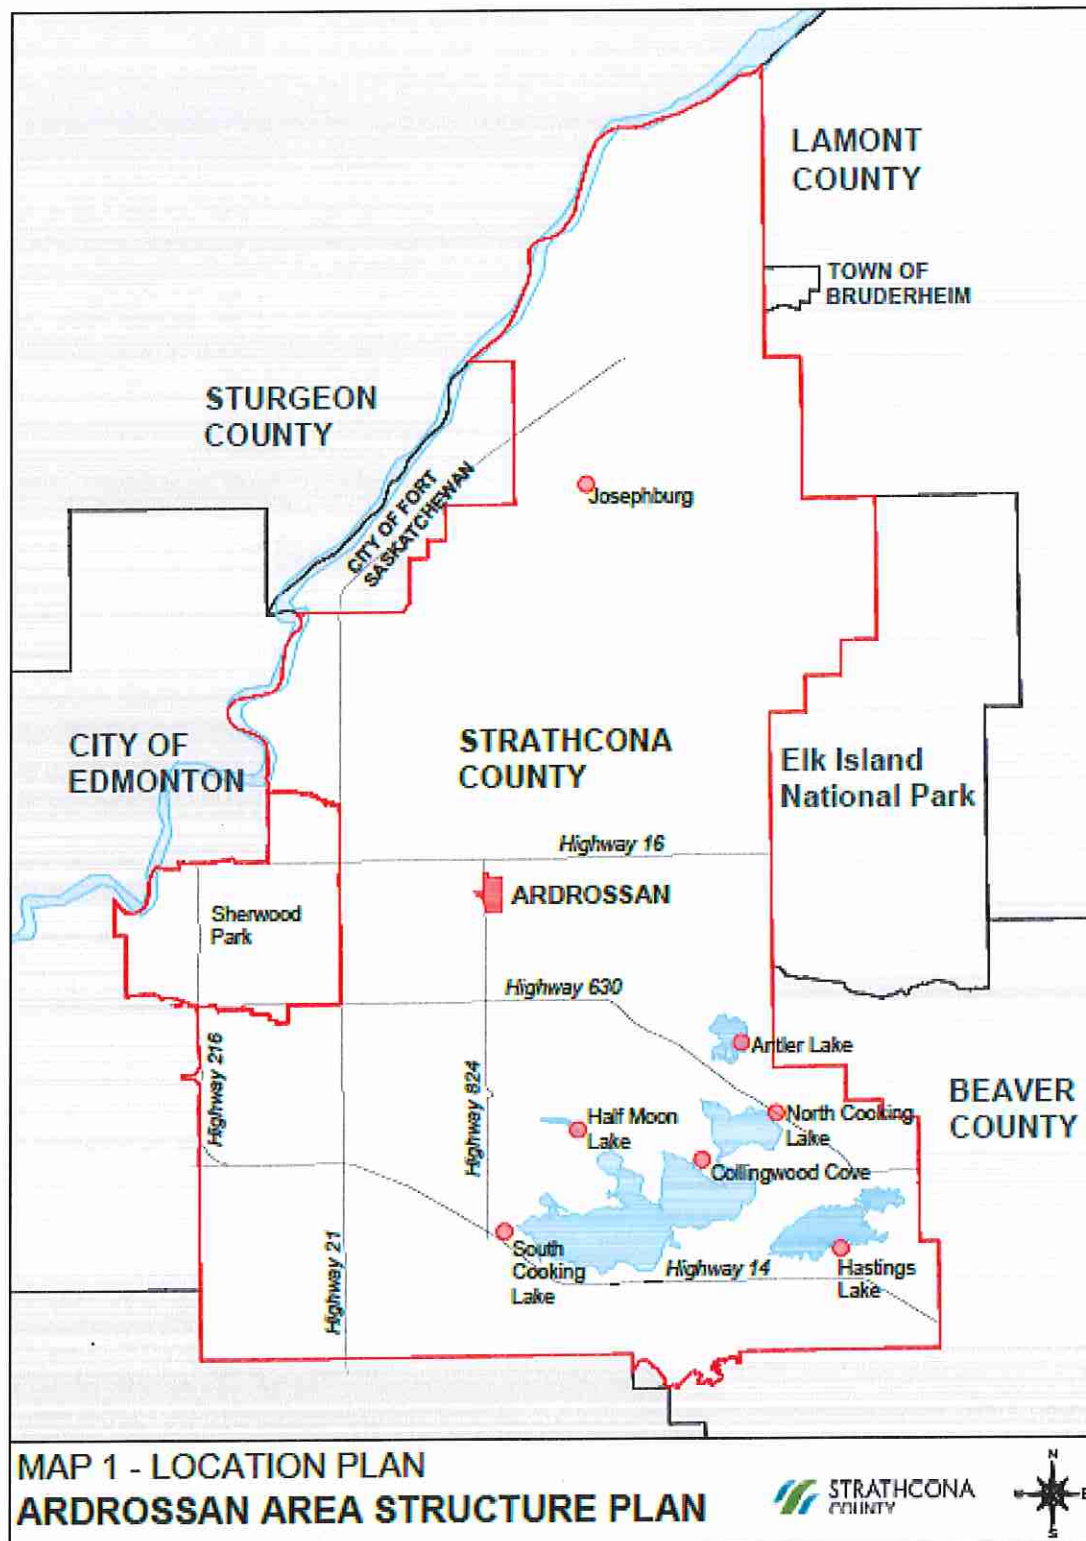 LAMONT
COUNTY
TOWN OF
BRUDERHEIM
STURGEON
COUNTY
CITY OF FORT
SASKATCHEWAN
Josephburg
CITY OF
EDMONTON
STRATHCONA
COUNTY
Elk Island
National Park
Highway 16
ARDROSSAN
Sherwood
Park
Highway 630
Antler Lake
Highway 216
Highway 824
BEAVER
COUNTY
Half Moon
Lake
North Cooking
Lake
Collingwood Cove
Highway 21
South
Cooking
Lake
Highway 14
Hastings
Lake
MAP 1 - LOCATION PLAN
ARDROSSAN AREA STRUCTURE PLAN
STRATHCONA
COUNTY
N
E
S